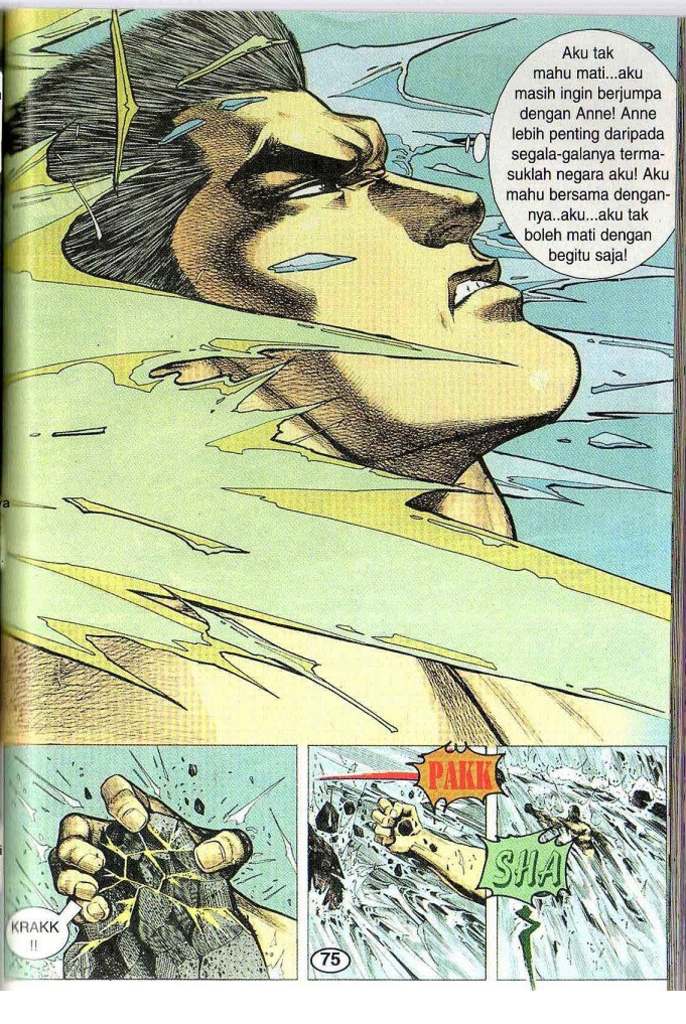 Aku tak
mahu mati...aku
masih ingin berjumpa
dengan Anne! Anne
lebih penting daripada
segala-galanya terma-
suklah negara aku! Aku
mahu bersama dengan-
nya..aku...aku tak
boleh mati dengan
begitu saja!
KRAKK
!!
PAKK
SHA
75